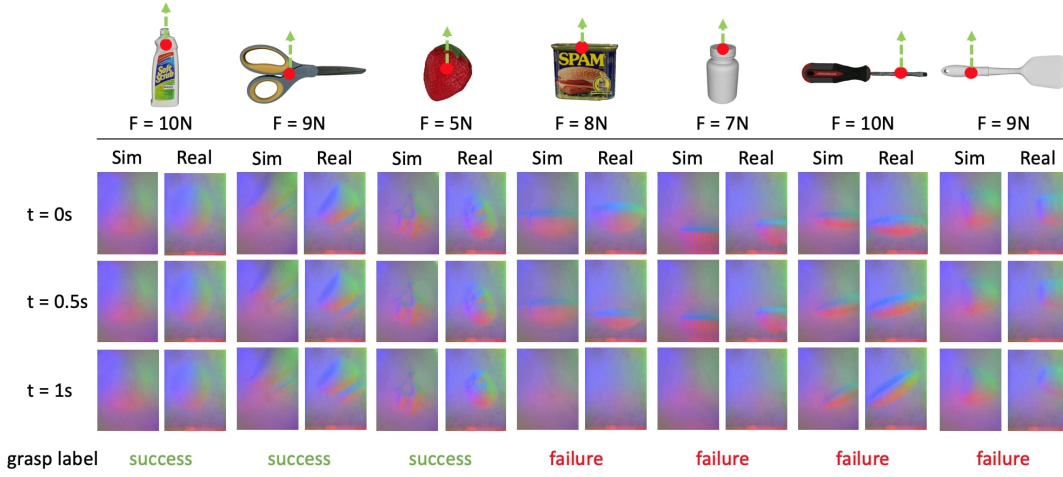 Soft
Scrub
SPAM
F = 10N F = 9N F = 5N F = 8N F = 7N F = 10N F = 9N
Sim Real Sim Real Sim Real Sim Real Sim Real Sim Real Sim Real
t = 0s
t = 0.5s
t = 1s
grasp label success success success failure failure failure failure